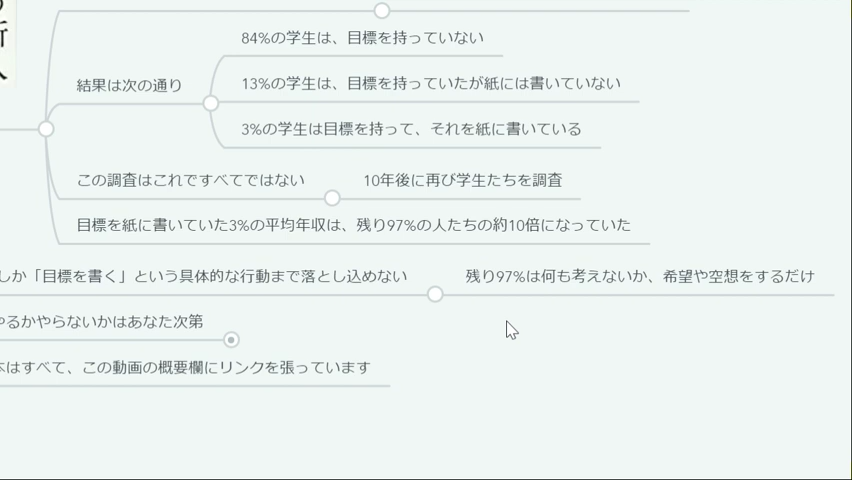 84%の学生は、目標を持っていない
結果は次の通り
13%の学生は、目標を持っていたが紙には書いていない
3%の学生は目標を持って、それを紙に書いている
この調査はこれですべてではない
10年後に再び学生たちを調査
目標を紙に書いていた3%の平均年収は、残り97%の人たちの約10倍になっていた
しか「目標を書く」という具体的な行動まで落とし込めない
残り97%は何も考えないか、希望や空想をするだけ
やるかやらないかはあなた次第
本はすべて、この動画の概要欄にリンクを張っています